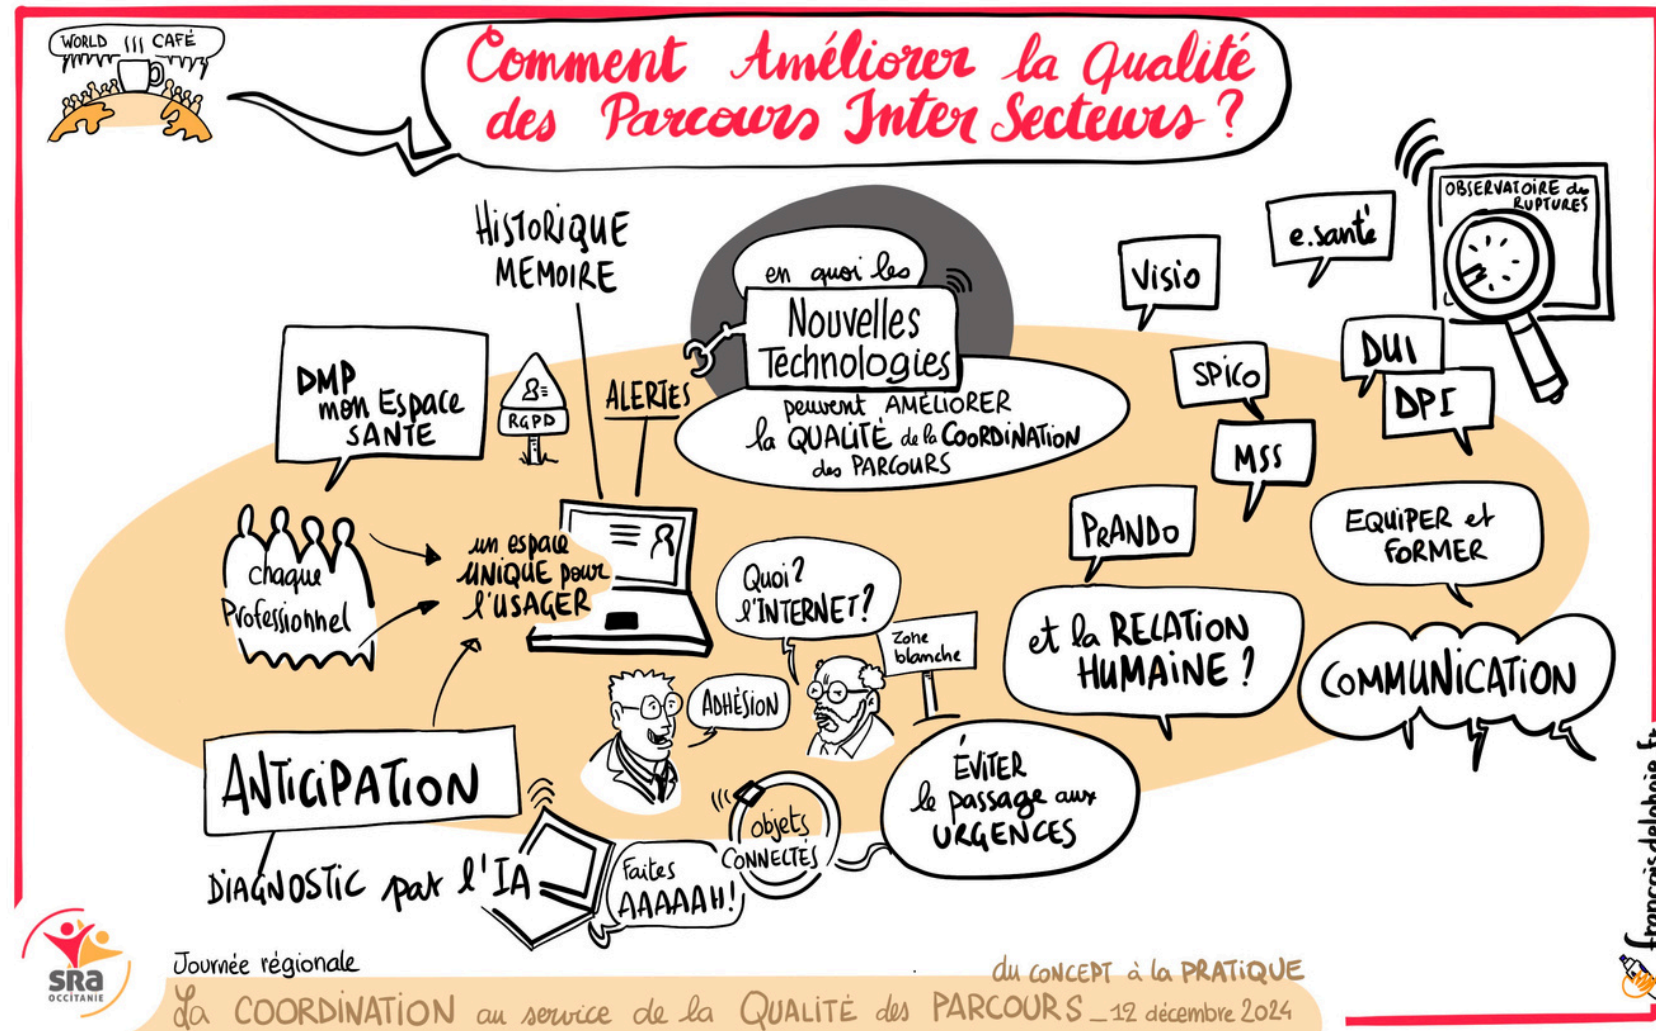 WORLD CAFÉ
Comment Améliorer la Qualité
des Parcours Inter Secteurs ?
HISTORIQUE
MEMOIRE
en quoi les
Nouvelles
Technologies
peuvent AMÉLIORER
la QUALITÉ de la COORDINATION
des PARCOURS
Visio
e.santé
OBSERVATOIRE des
RUPTURES
DMP
mon Espace
SANTE
RGPD
ALERTES
SPICO
DUI
DPI
MSS
PRANDO
EQUIPER et
FORMER
chaque
Professionnel
un espace
UNIQUE pour
l'USAGER
Quoi?
l'INTERNET?
Zone
blanche
ADHÉSION
et la RELATION
HUMAINE ?
COMMUNICATION
ANTICIPATION
DIAGNOSTIC par l'IA
Faites
AAAAAH!
objets
CONNECTÉS
ÉVITER
le passage aux
URGENCES
francoisdelahaie.fr
sRa
OCCITANIE
Journée régionale
du CONCEPT à la PRATIQUE
La COORDINATION au service de la QUALITÉ des PARCOURS _ 12 décembre 2024